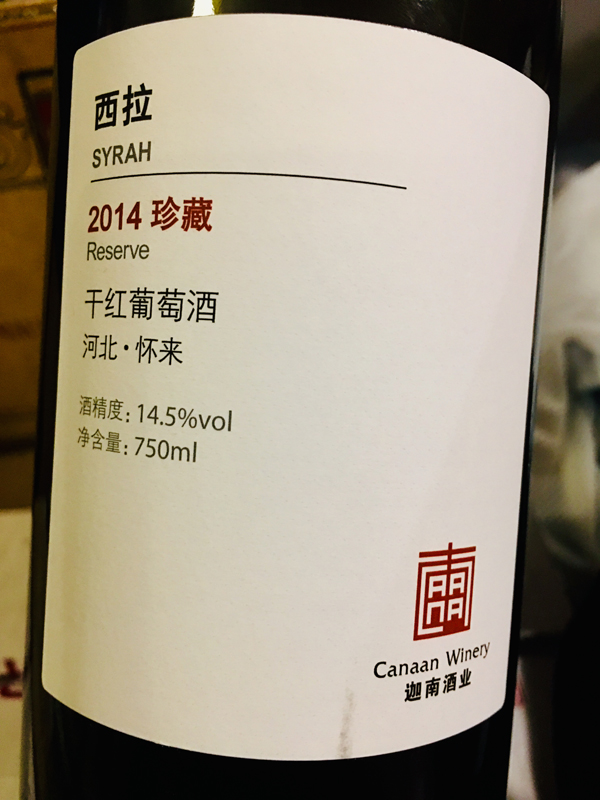 西拉
SYRAH
2014 珍藏
Reserve
干红葡萄酒
河北·怀来
酒精度: 14.5%vol
净含量: 750ml
Canaan Winery
迦南酒业